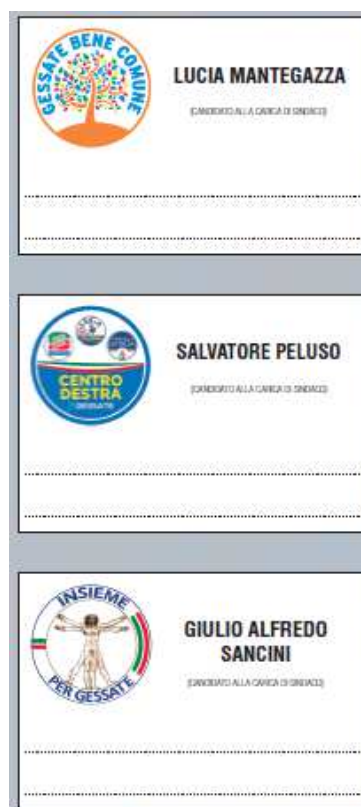 GESSATE BENE COMUNE
LUCIA MANTEGAZZA
(CANDIDATO ALLA CARICA DI SINDACO)
CENTRO
DESTRA
GESSATE
SALVATORE PELUSO
(CANDIDATO ALLA CARICA DI SINDACO)
INSIEME
PER GESSATE
GIULIO ALFREDO
SANCINI
(CANDIDATO ALLA CARICA DI SINDACO)